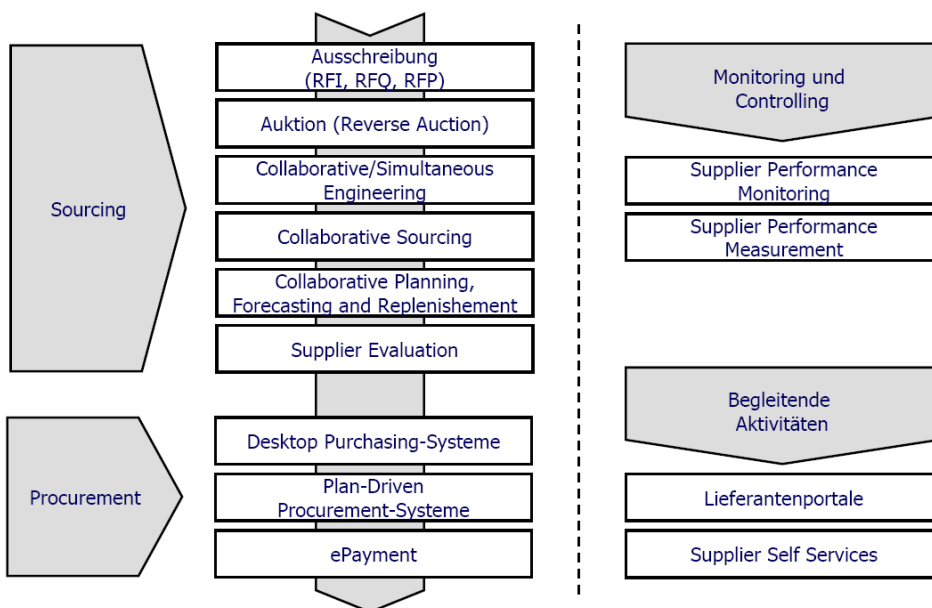 Sourcing
Ausschreibung
(RFI, RFQ, RFP)
Auktion (Reverse Auction)
Collaborative/Simultaneous
Engineering
Collaborative Sourcing
Collaborative Planning,
Forecasting and Replenishement
Supplier Evaluation
Procurement
Desktop Purchasing-Systeme
Plan-Driven
Procurement-Systeme
ePayment
Monitoring und
Controlling
Supplier Performance
Monitoring
Supplier Performance
Measurement
Begleitende
Aktivitäten
Lieferantenportale
Supplier Self Services